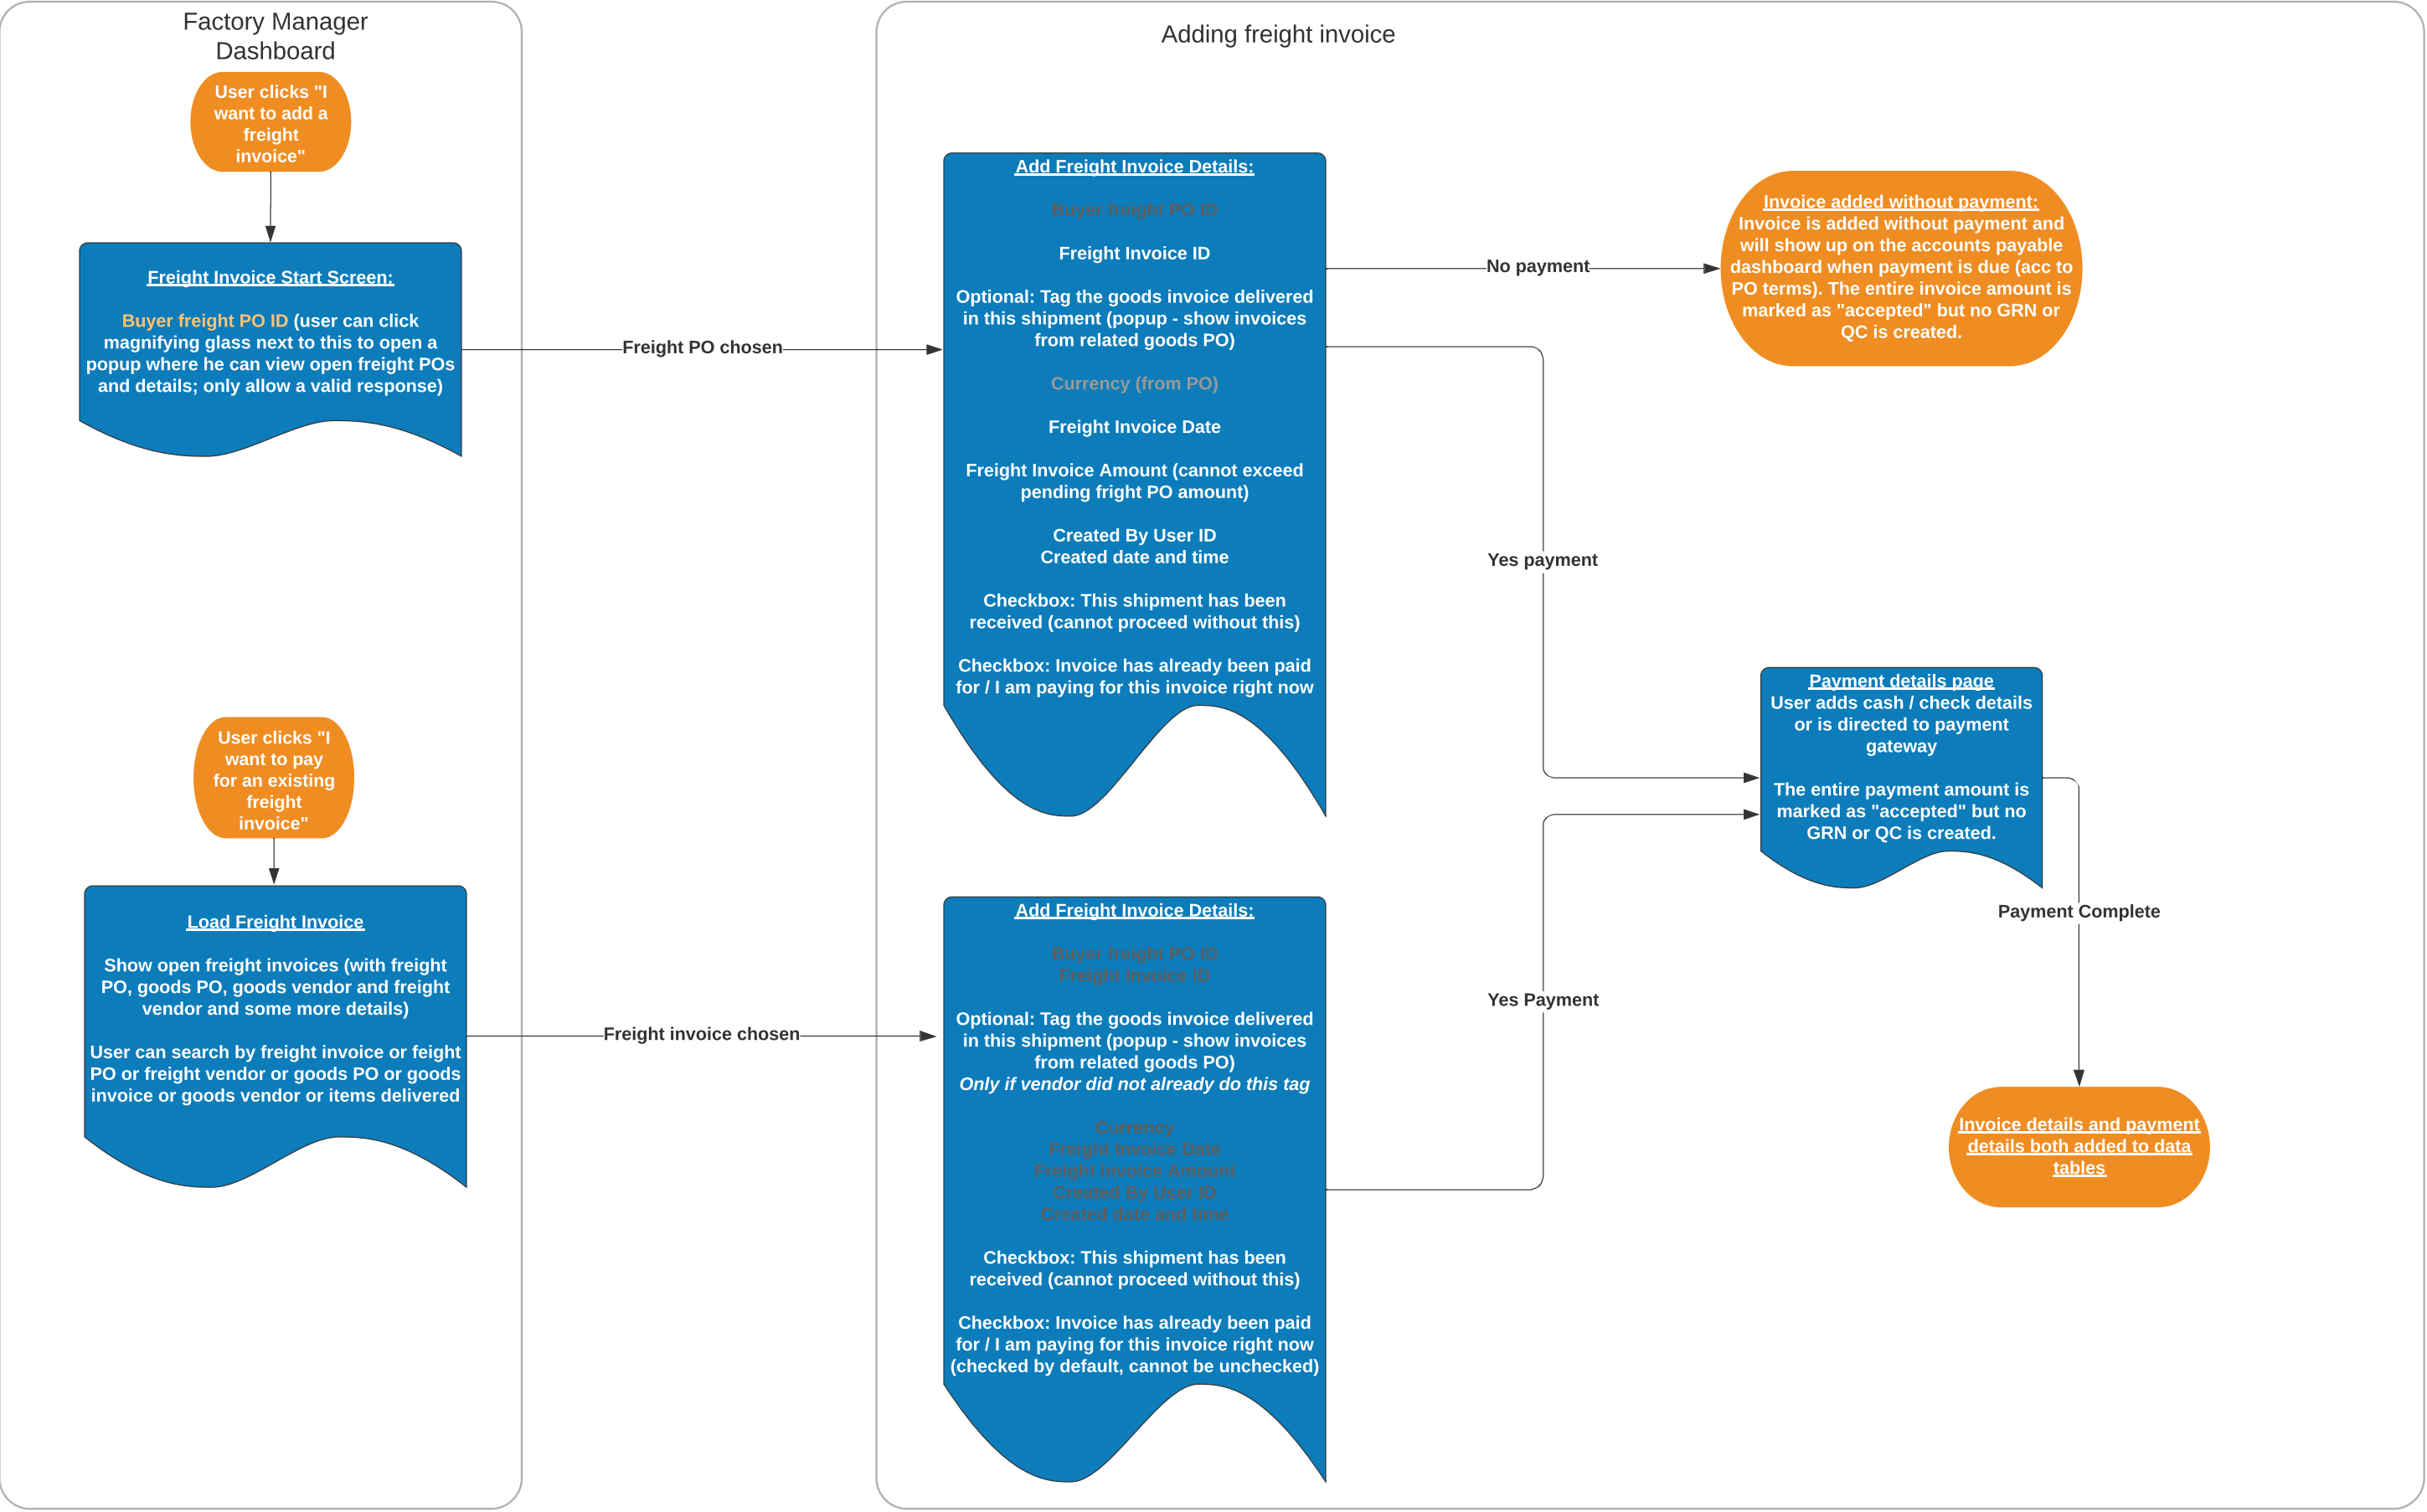 Factory Manager
Dashboard
User clicks "I
want to add a
freight
invoice"
Freight Invoice Start Screen:
Buyer freight PO ID (user can click
magnifying glass next to this to open a
popup where he can view open freight POs
and details; only allow a valid response)
Freight PO chosen
User clicks "I
want to pay
for an existing
freight
invoice"
Load Freight Invoice
Show open freight invoices (with freight
PO, goods PO, goods vendor and freight
vendor and some more details)
User can search by freight invoice or feight
PO or freight vendor or goods PO or goods
invoice or goods vendor or items delivered
Freight invoice chosen
Adding freight invoice
Add Freight Invoice Details:
Buyer freight PO ID
Freight Invoice ID
Optional: Tag the goods invoice delivered
in this shipment (popup - show invoices
from related goods PO)
Currency (from PO)
Freight Invoice Date
Freight Invoice Amount (cannot exceed
pending fright PO amount)
Created By User ID
Created date and time
Checkbox: This shipment has been
received (cannot proceed without this)
Checkbox: Invoice has already been paid
for / I am paying for this invoice right now
No payment
Invoice added without payment:
Invoice is added without payment and
will show up on the accounts payable
dashboard when payment is due (acc to
PO terms). The entire invoice amount is
marked as "accepted" but no GRN or
QC is created.
Yes payment
Add Freight Invoice Details:
Buyer freight PO ID
Freight Invoice ID
Optional: Tag the goods invoice delivered
in this shipment (popup - show invoices
from related goods PO)
Only if vendor did not already do this tag
Currency
Freight Invoice Date
Freight Invoice Amount
Created By User ID
Created date and time
Checkbox: This shipment has been
received (cannot proceed without this)
Checkbox: Invoice has already been paid
for / I am paying for this invoice right now
(checked by default, cannot be unchecked)
Yes Payment
Payment details page
User adds cash / check details
or is directed to payment
gateway
The entire payment amount is
marked as "accepted" but no
GRN or QC is created.
Payment Complete
Invoice details and payment
details both added to data
tables